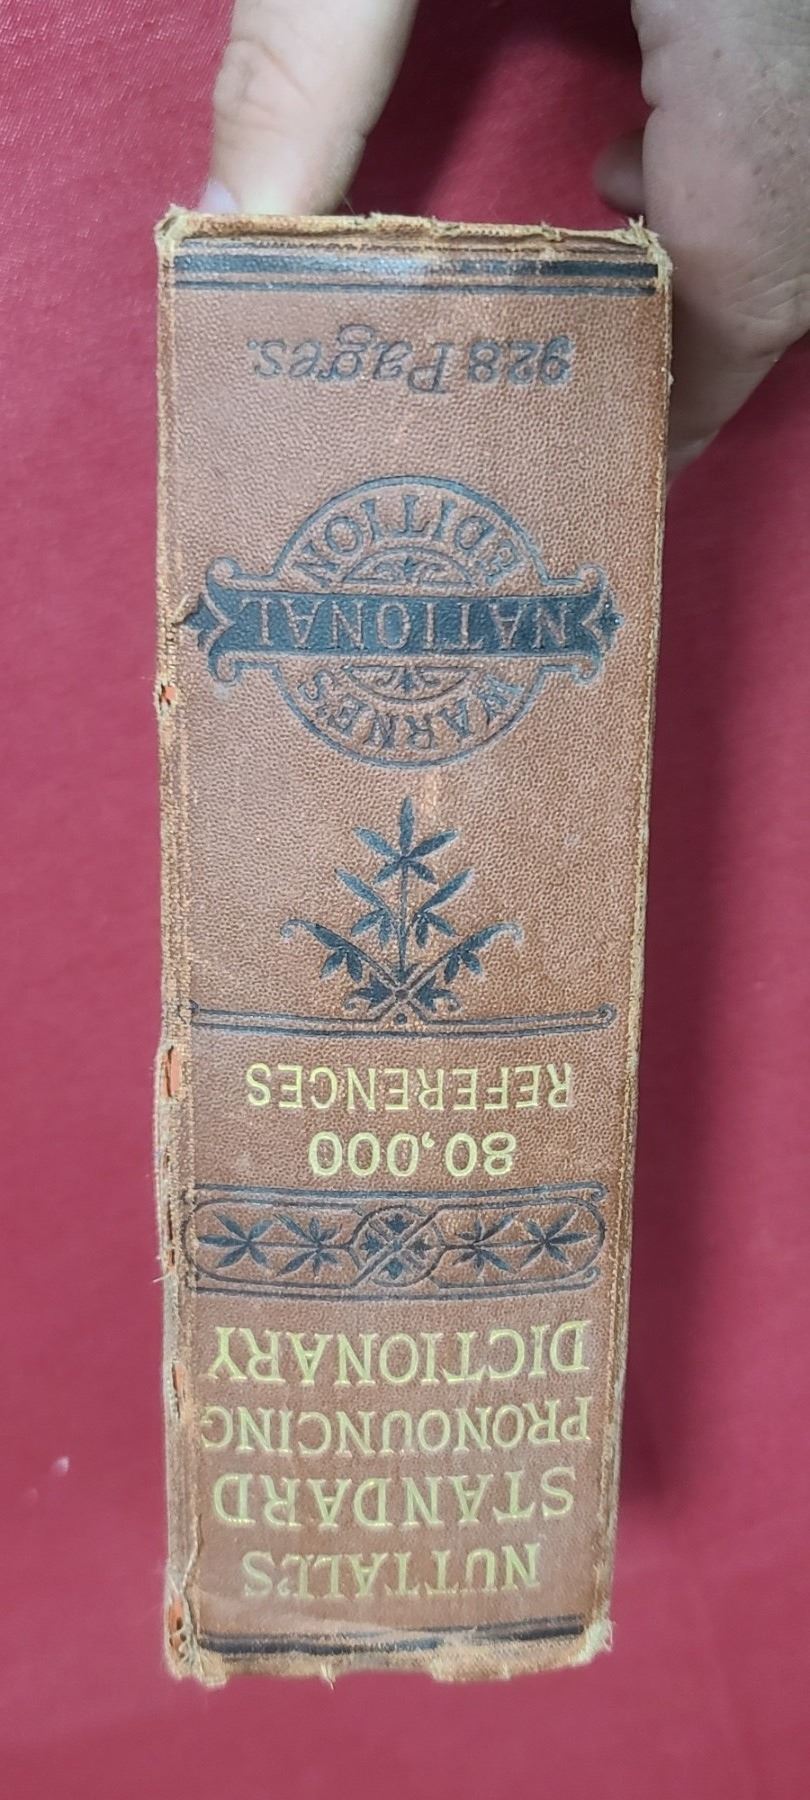 NUTTALL'S
STANDARD
PRONOUNCING
DICTIONARY
80,000
REFERENCES
WARNE'S
NATIONAL
EDITION
928 Pages.